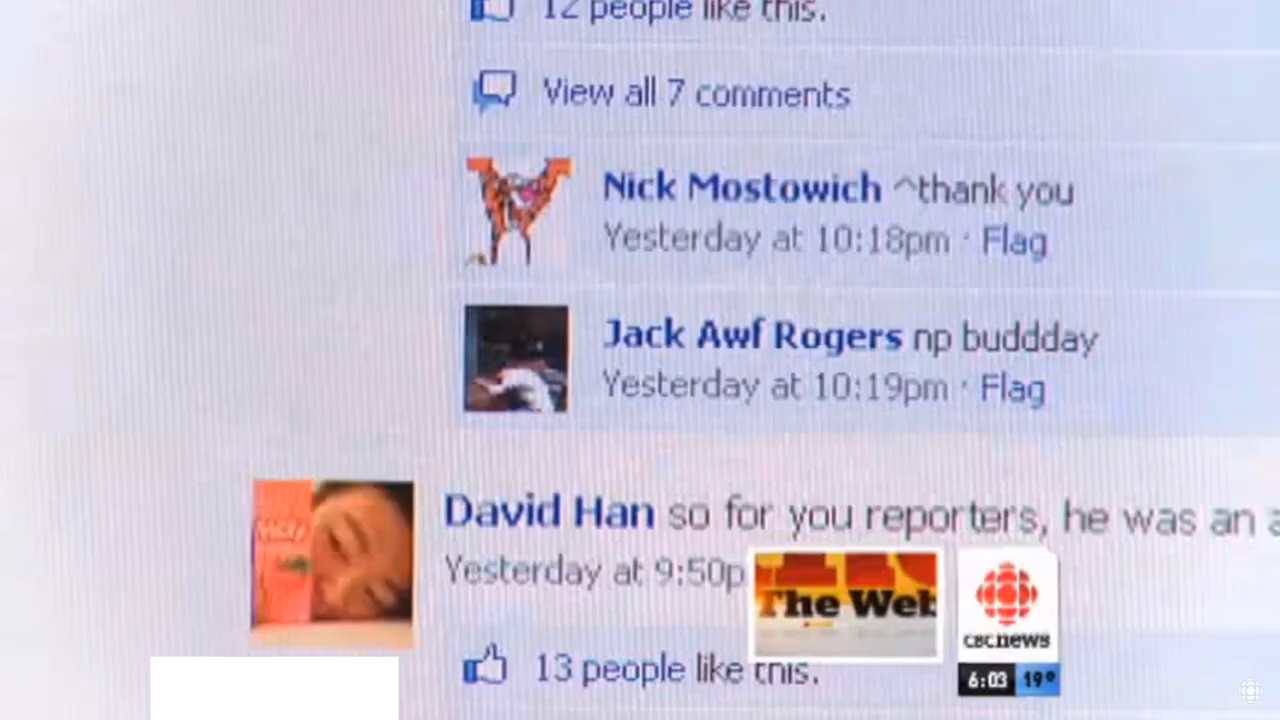 12 people like this.
View all 7 comments
Nick Mostowich ^thank you
Yesterday at 10:18pm · Flag
Jack Awf Rogers np buddday
Yesterday at 10:19pm · Flag
David Han so for you reporters, he was an a
Yesterday at 9:50p
The Web
13 people like this.
CBCnews
6:03 19°